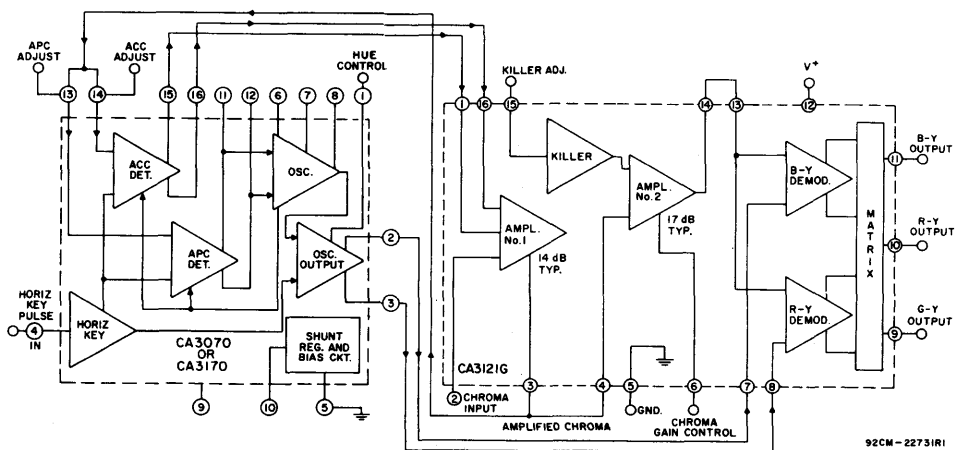 APC ADJUST
ACC ADJUST
HUE CONTROL
KILLER ADJ.
V+
13
14
15
16
11
12
6
7
8
1
1
16
15
14
13
12
ACC DET.
OSC.
KILLER
AMPL. No.2
17 dB TYP.
B-Y DEMOD.
MATRIX
11
B-Y OUTPUT
APC DET.
OSC. OUTPUT
2
3
AMPL. No.1
14 dB TYP.
10
R-Y OUTPUT
R-Y DEMOD.
9
G-Y OUTPUT
HORIZ KEY PULSE
4
IN
HORIZ KEY
CA3070 OR CA3170
SHUNT REG. AND BIAS CKT.
CA3121G
9
10
5
2
CHROMA INPUT
3
4
5
GND.
6
7
8
AMPLIFIED CHROMA
CHROMA GAIN CONTROL
92CM-22731R1